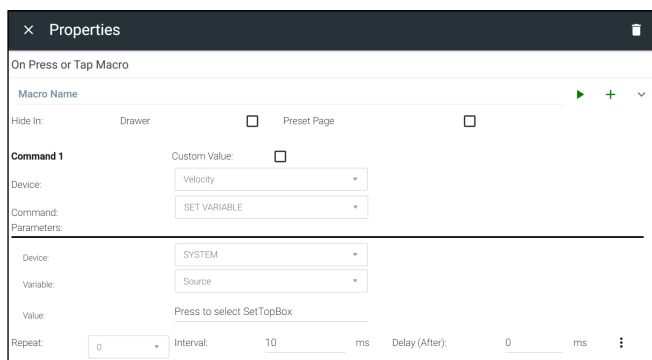 × Properties
On Press or Tap Macro
Macro Name
Hide In: Drawer Preset Page
Command 1 Custom Value:
Device: Velocity
Command: SET VARIABLE
Parameters:
Device: SYSTEM
Variable: Source
Value: Press to select SetTopBox
Repeat: 0 Interval: 10 ms Delay (After): 0 ms